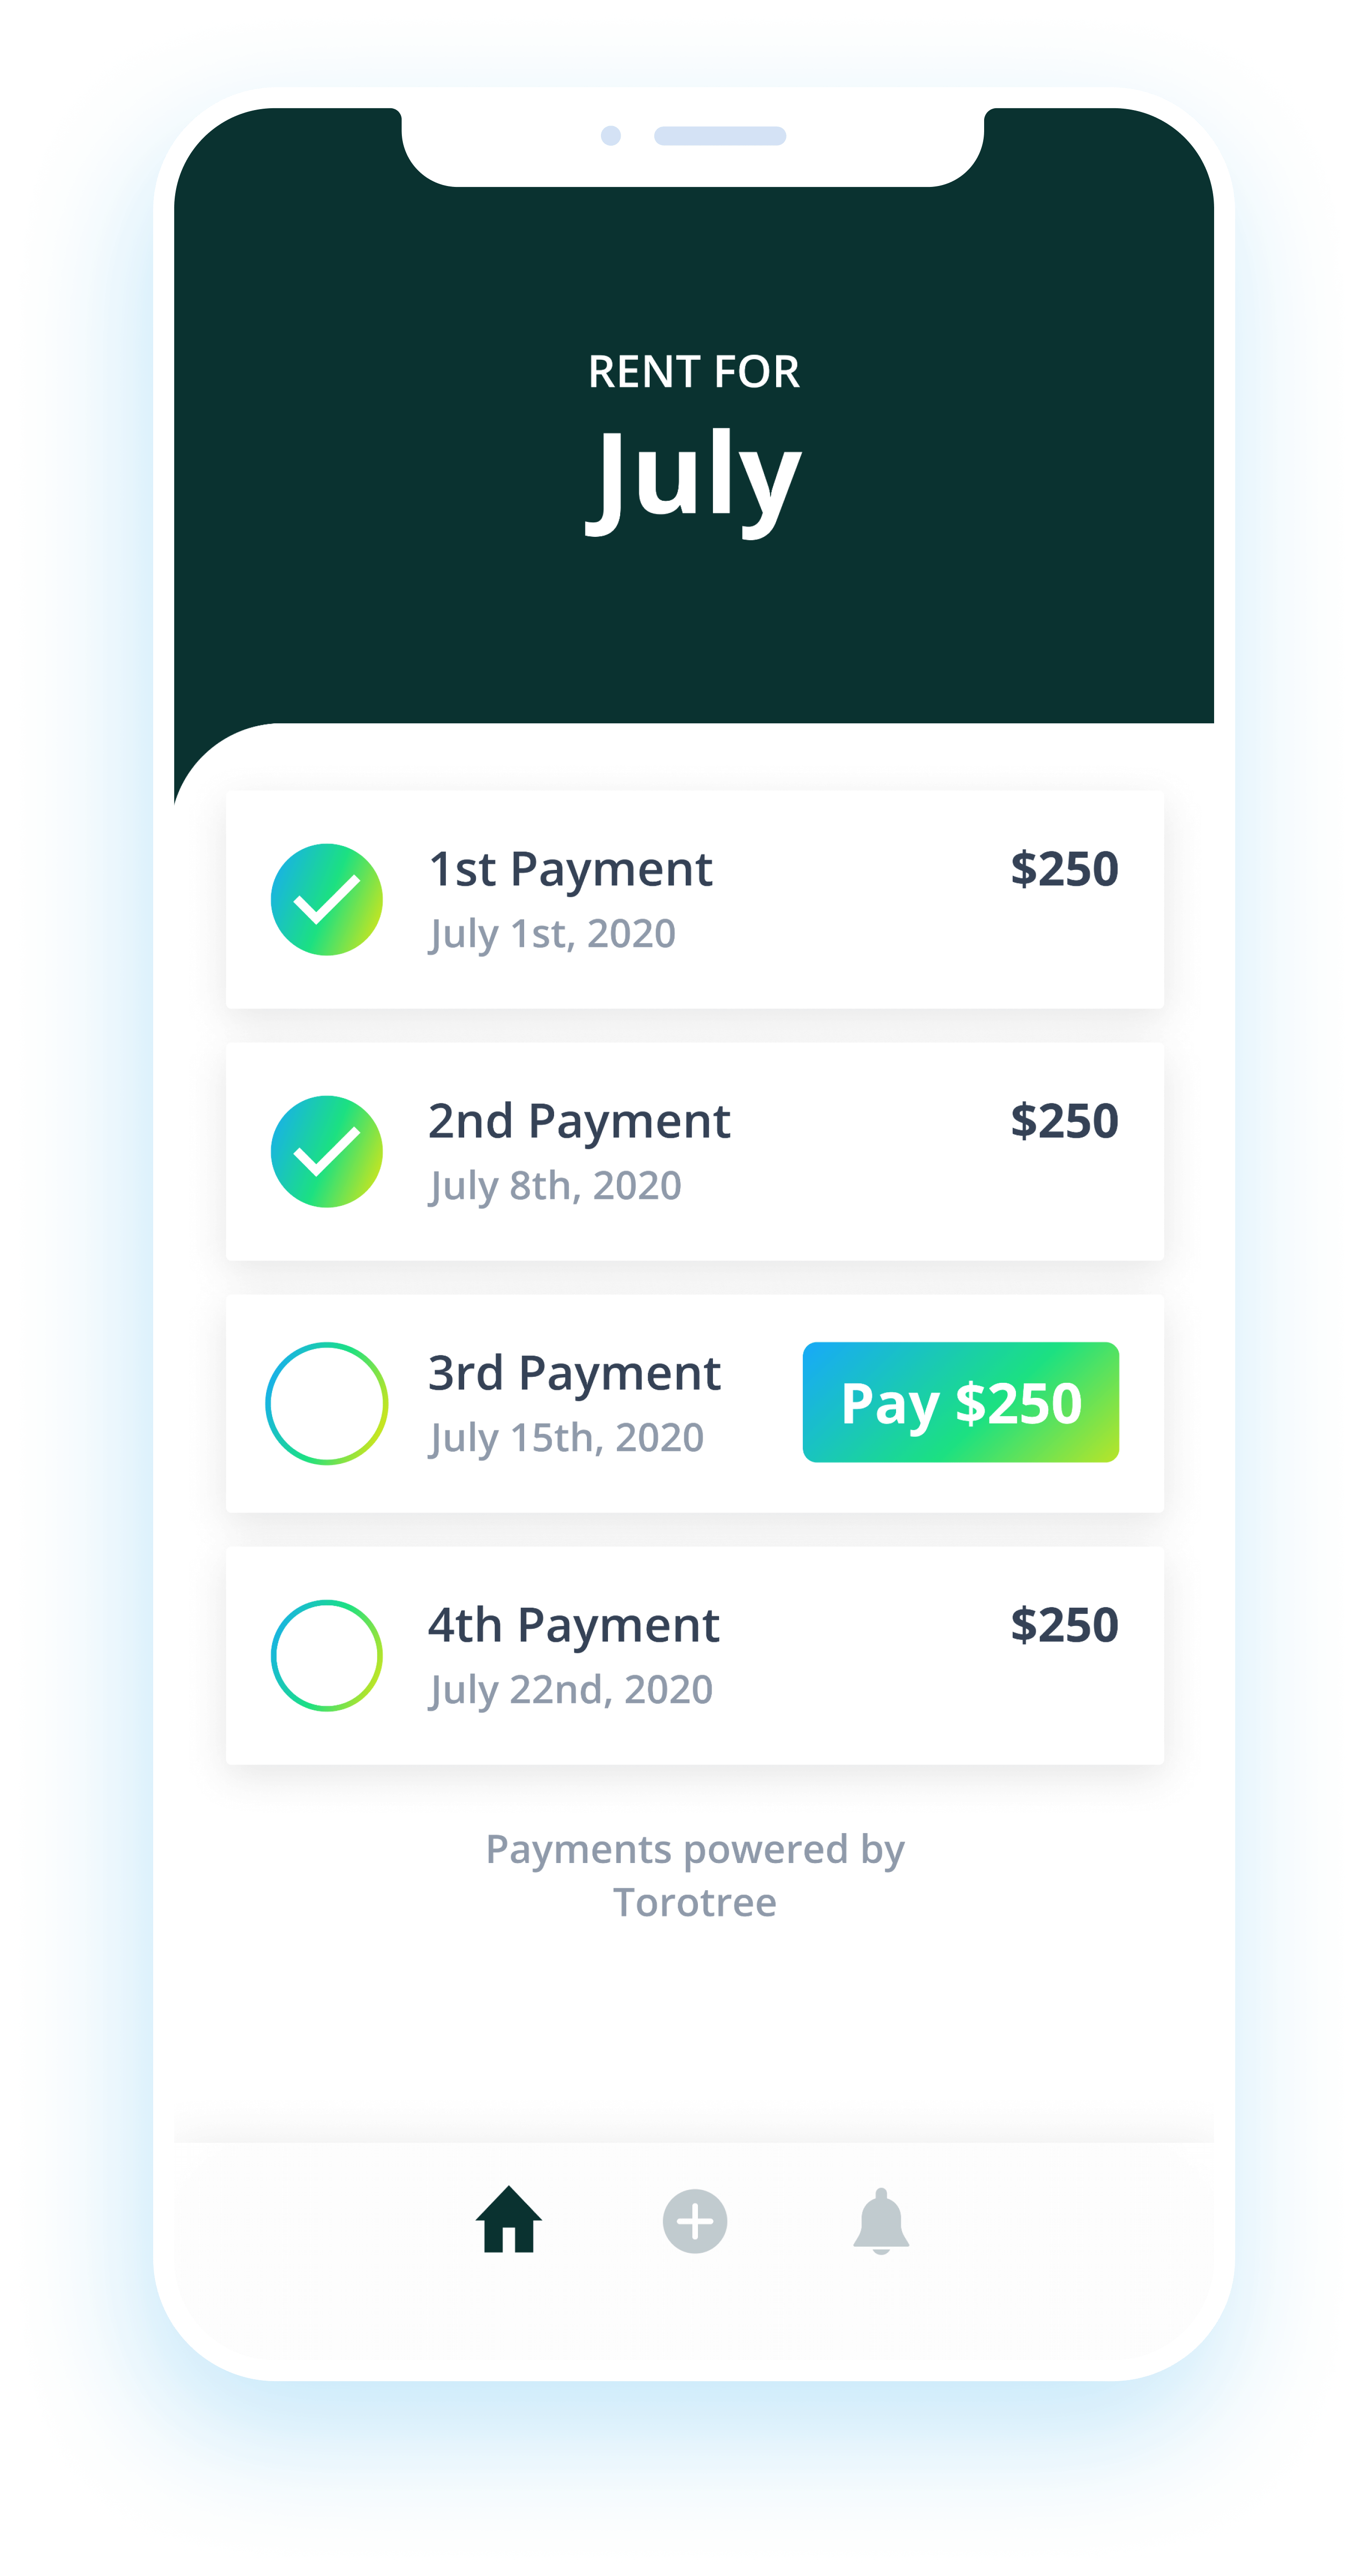 RENT FOR
July
1st Payment
$250
July 1st, 2020
2nd Payment
$250
July 8th, 2020
3rd Payment
Pay $250
July 15th, 2020
4th Payment
$250
July 22nd, 2020
Payments powered by
Torotree